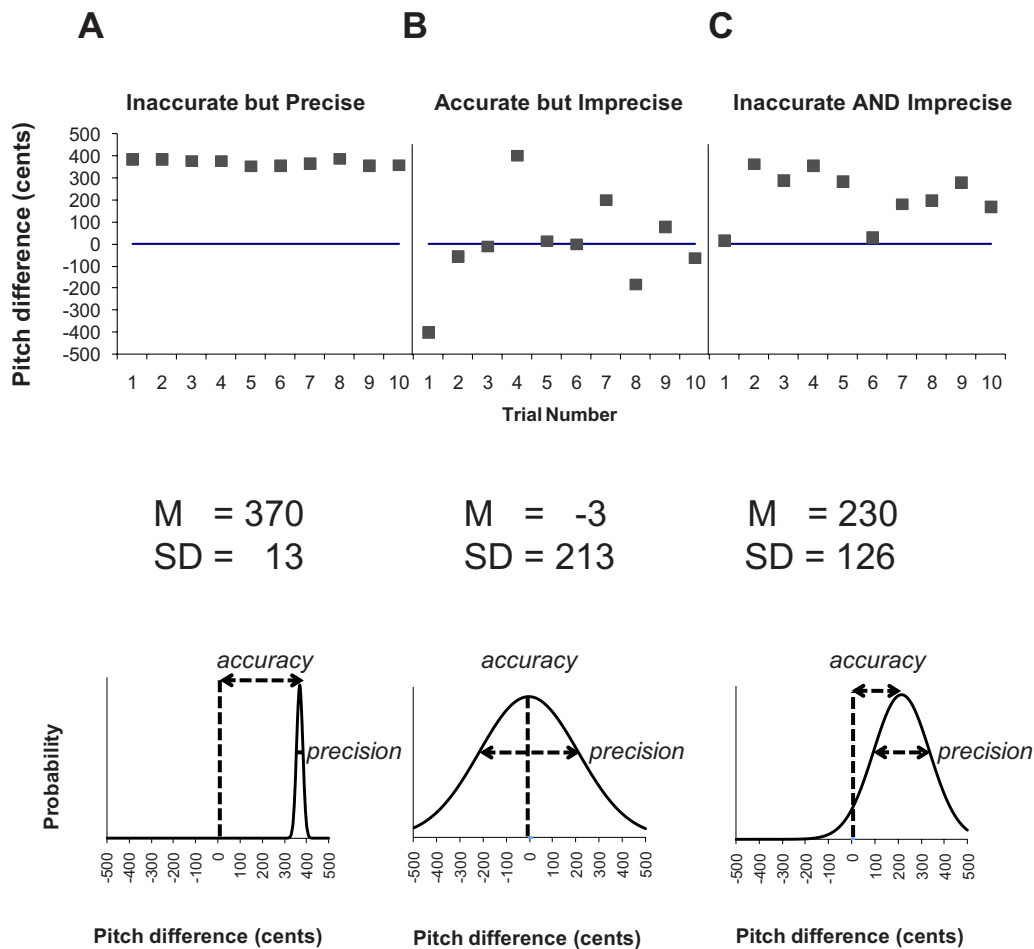 A B C
Inaccurate but Precise Accurate but Imprecise Inaccurate AND Imprecise
Pitch difference (cents)
500
400
300
200
100
0
-100
-200
-300
-400
-500
1 2 3 4 5 6 7 8 9 10 1 2 3 4 5 6 7 8 9 10 1 2 3 4 5 6 7 8 9 10
Trial Number
M = 370 M = -3 M = 230
SD = 13 SD = 213 SD = 126
accuracy accuracy accuracy
precision precision precision
Probability
-500 -400 -300 -200 -100 0 100 200 300 400 500 -500 -400 -300 -200 -100 0 100 200 300 400 500 -500 -400 -300 -200 -100 0 100 200 300 400 500
Pitch difference (cents) Pitch difference (cents) Pitch difference (cents)